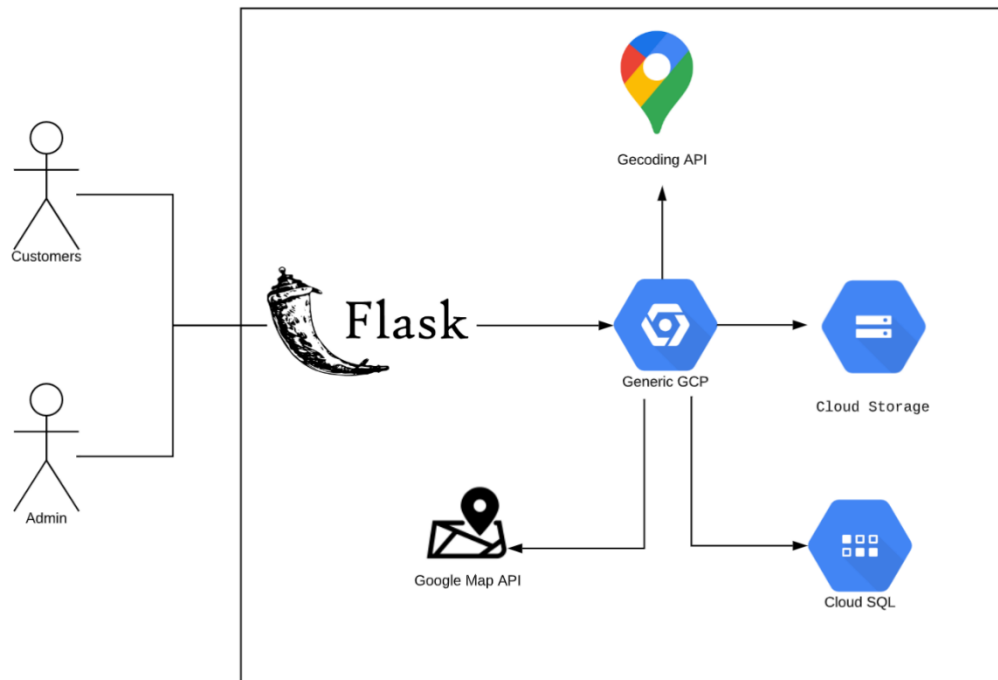 Gecoding API
Customers
Flask
Generic GCP
Cloud Storage
Admin
Google Map API
Cloud SQL